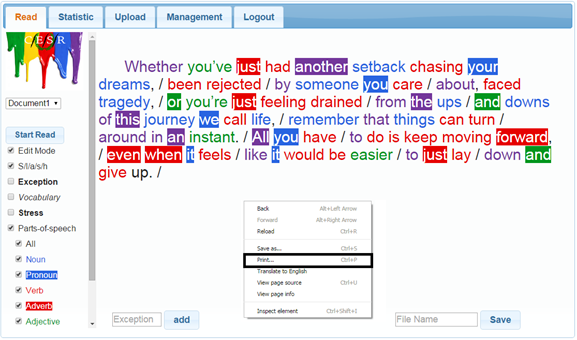 Read Statistic Upload Management Logout
CESR
Document1
Start Read
Edit Mode
S/l/a/s/h
Exception
Vocabulary
Stress
Parts-of-speech
All
Noun
Pronoun
Verb
Adverb
Adjective
Whether you've just had another setback chasing your
dreams, / been rejected / by someone you care / about, faced
tragedy, / or you're just feeling drained / from the ups / and downs
of this journey we call life, / remember that things can turn /
around in an instant. / All you have / to do is keep moving forward,
/ even when it feels / like it would be easier / to just lay / down and
give up. /
Back Alt+Left Arrow
Forward Alt+Right Arrow
Reload Ctrl+R
Save as... Ctrl+S
Print... Ctrl+P
Translate to English
View page source Ctrl+U
View page info
Inspect element Ctrl+Shift+I
Exception add File Name Save